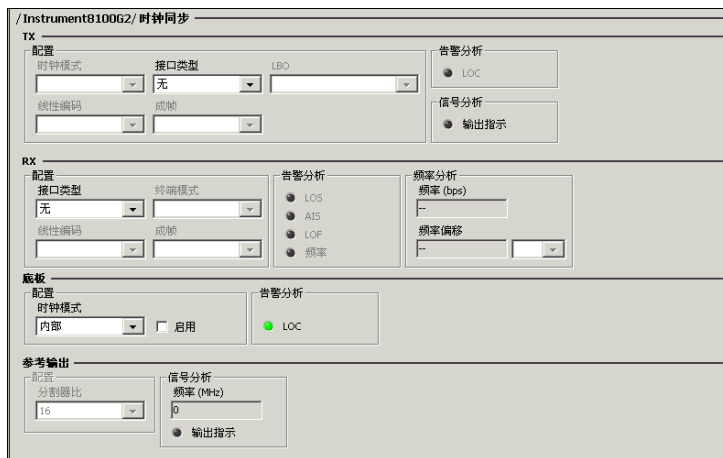 /Instrument8100G2/ 时钟同步
TX
配置
告警分析
时钟模式 接口类型 LBO
LOC
无
线性编码 成帧
信号分析
输出指示
RX
配置
告警分析
频率分析
接口类型 终端模式
LOS
频率 (bps)
无
--
AIS
线性编码 成帧
LOF
频率偏移
频率
--
底板
配置
告警分析
时钟模式
内部 启用
LOC
参考输出
配置
信号分析
分割器比
频率 (MHz)
16
0
输出指示